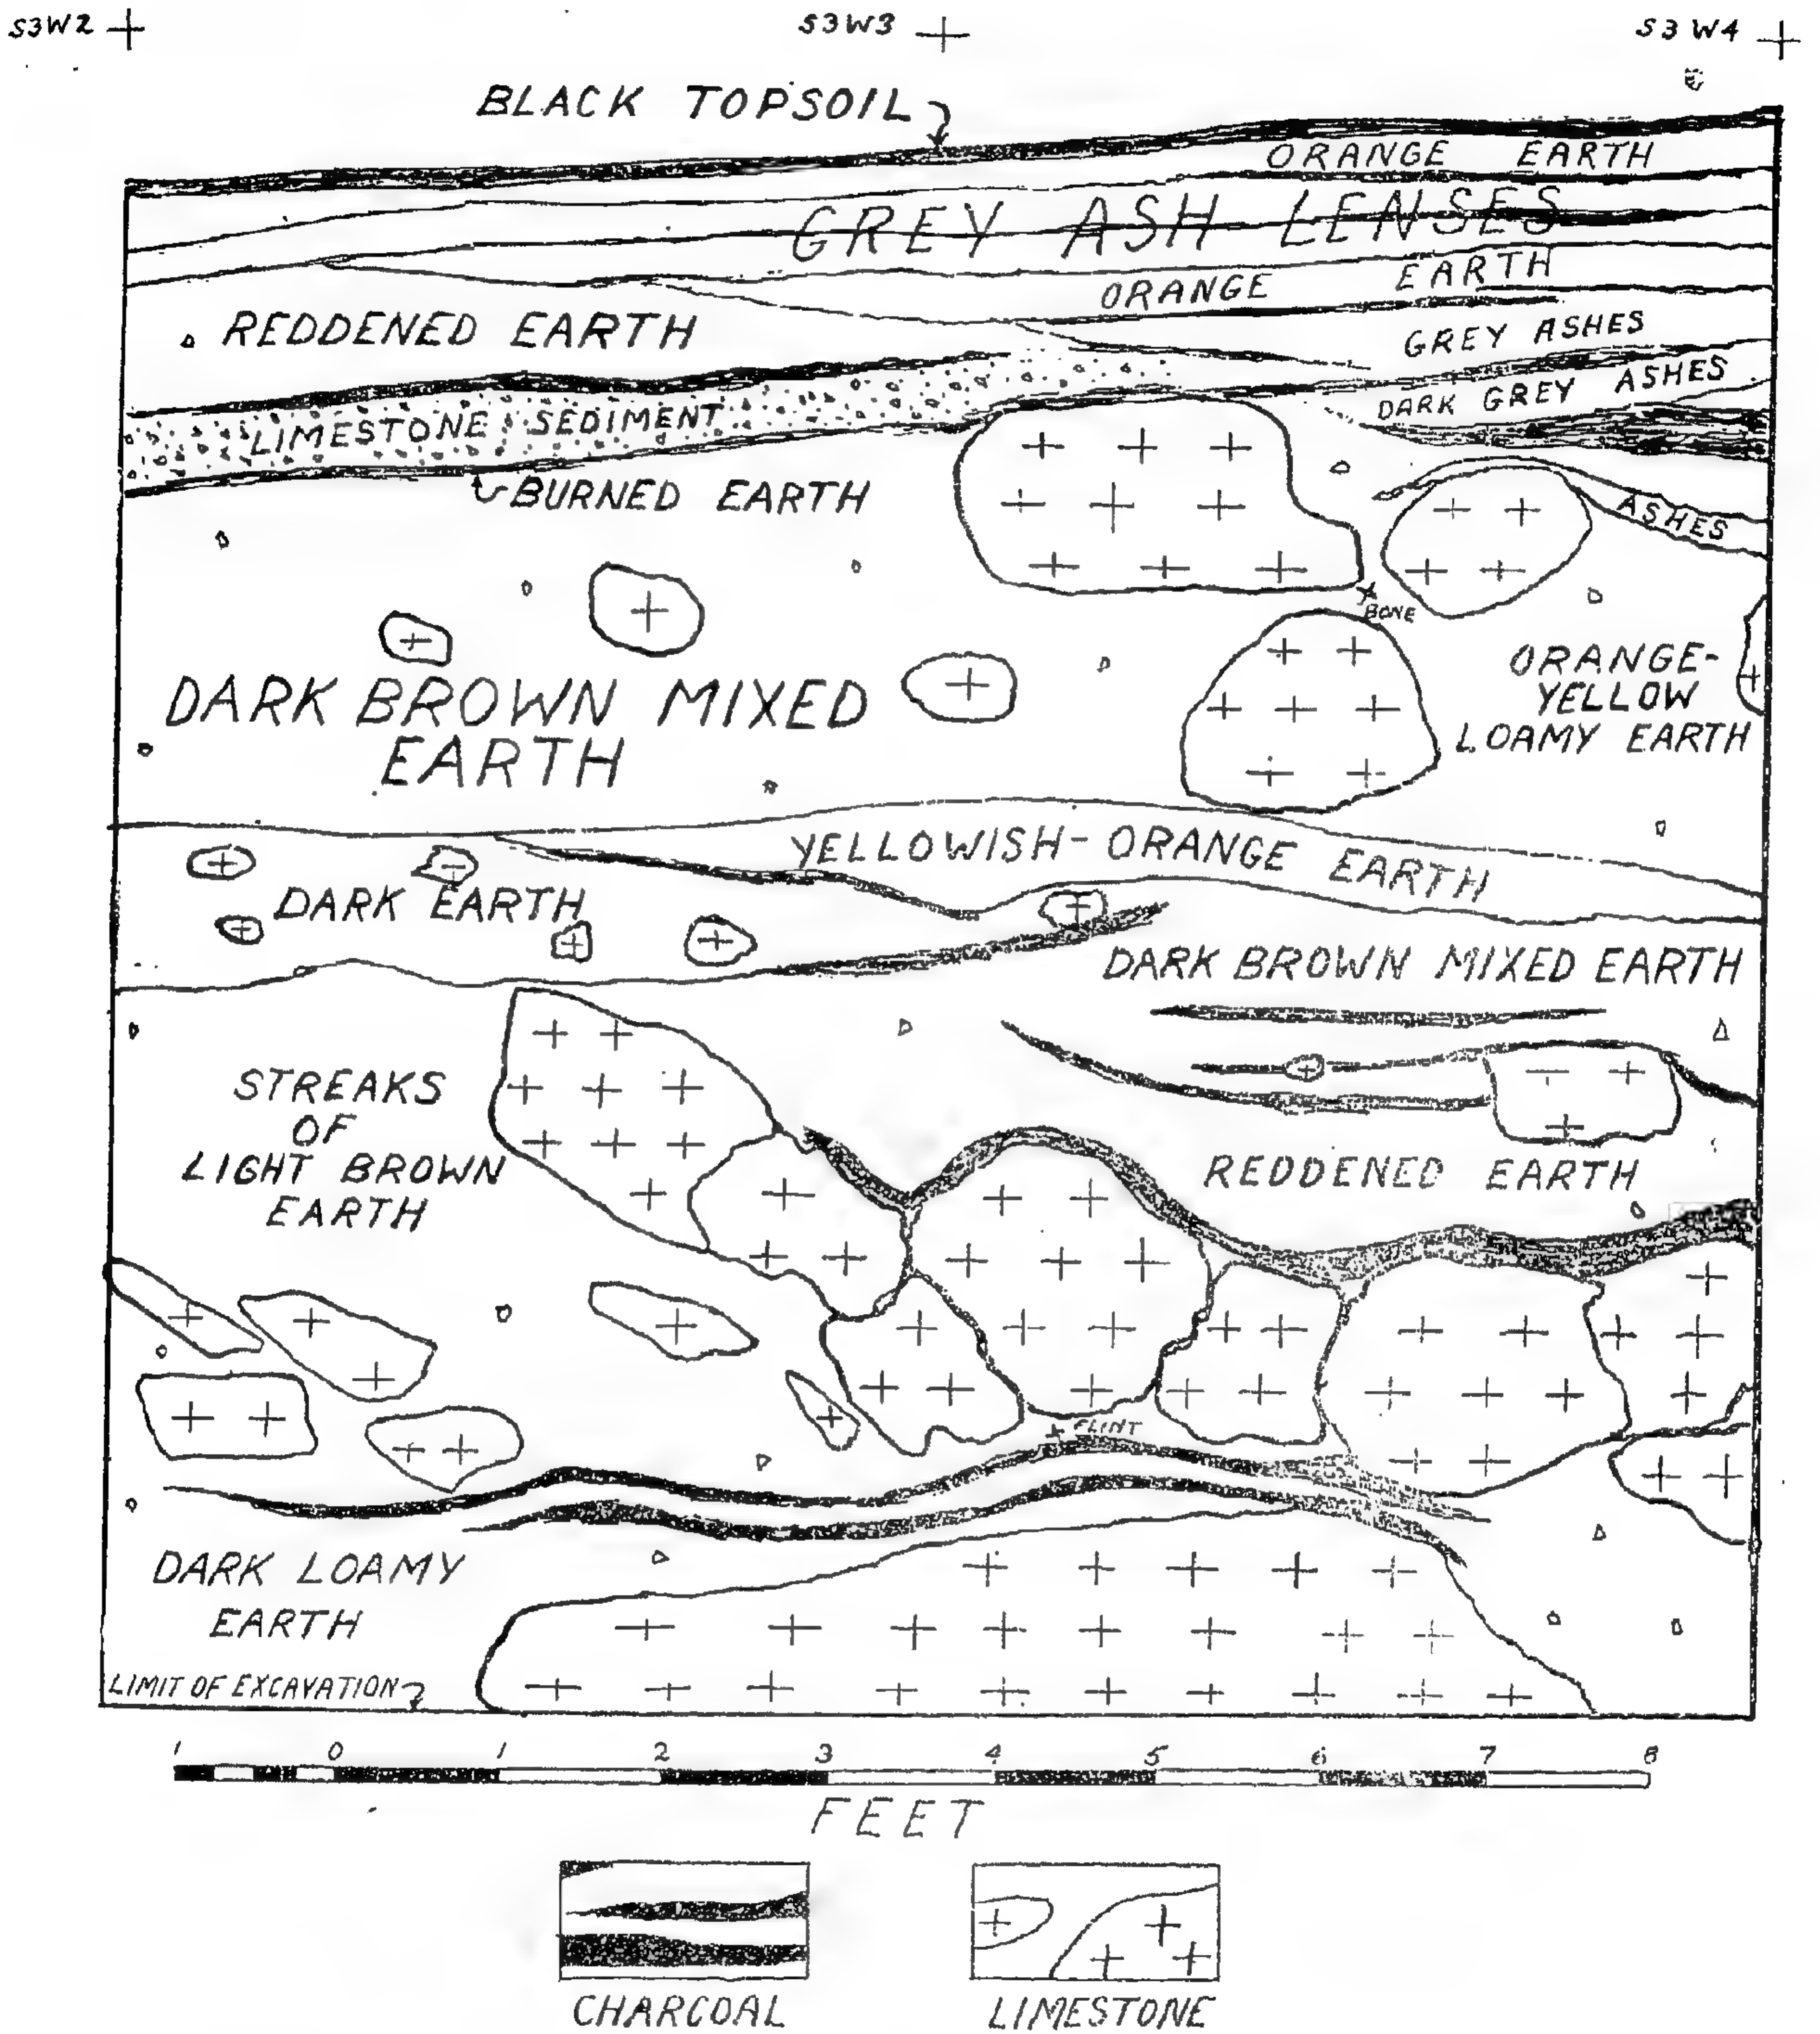 S3W2 S3W3 S3W4
BLACK TOPSOIL
ORANGE EARTH
GREY ASH LENSES
ORANGE EARTH
REDDENED EARTH
GREY ASHES
DARK GREY ASHES
LIMESTONE SEDIMENT
BURNED EARTH
ASHES
BONE
ORANGE-
YELLOW
LOAMY EARTH
DARK BROWN MIXED
EARTH
YELLOWISH-ORANGE EARTH
DARK EARTH
DARK BROWN MIXED EARTH
STREAKS
OF
LIGHT BROWN
EARTH
REDDENED EARTH
FLINT
DARK LOAMY
EARTH
LIMIT OF EXCAVATION
1 0 1 2 3 4 5 6 7 8
FEET
CHARCOAL LIMESTONE